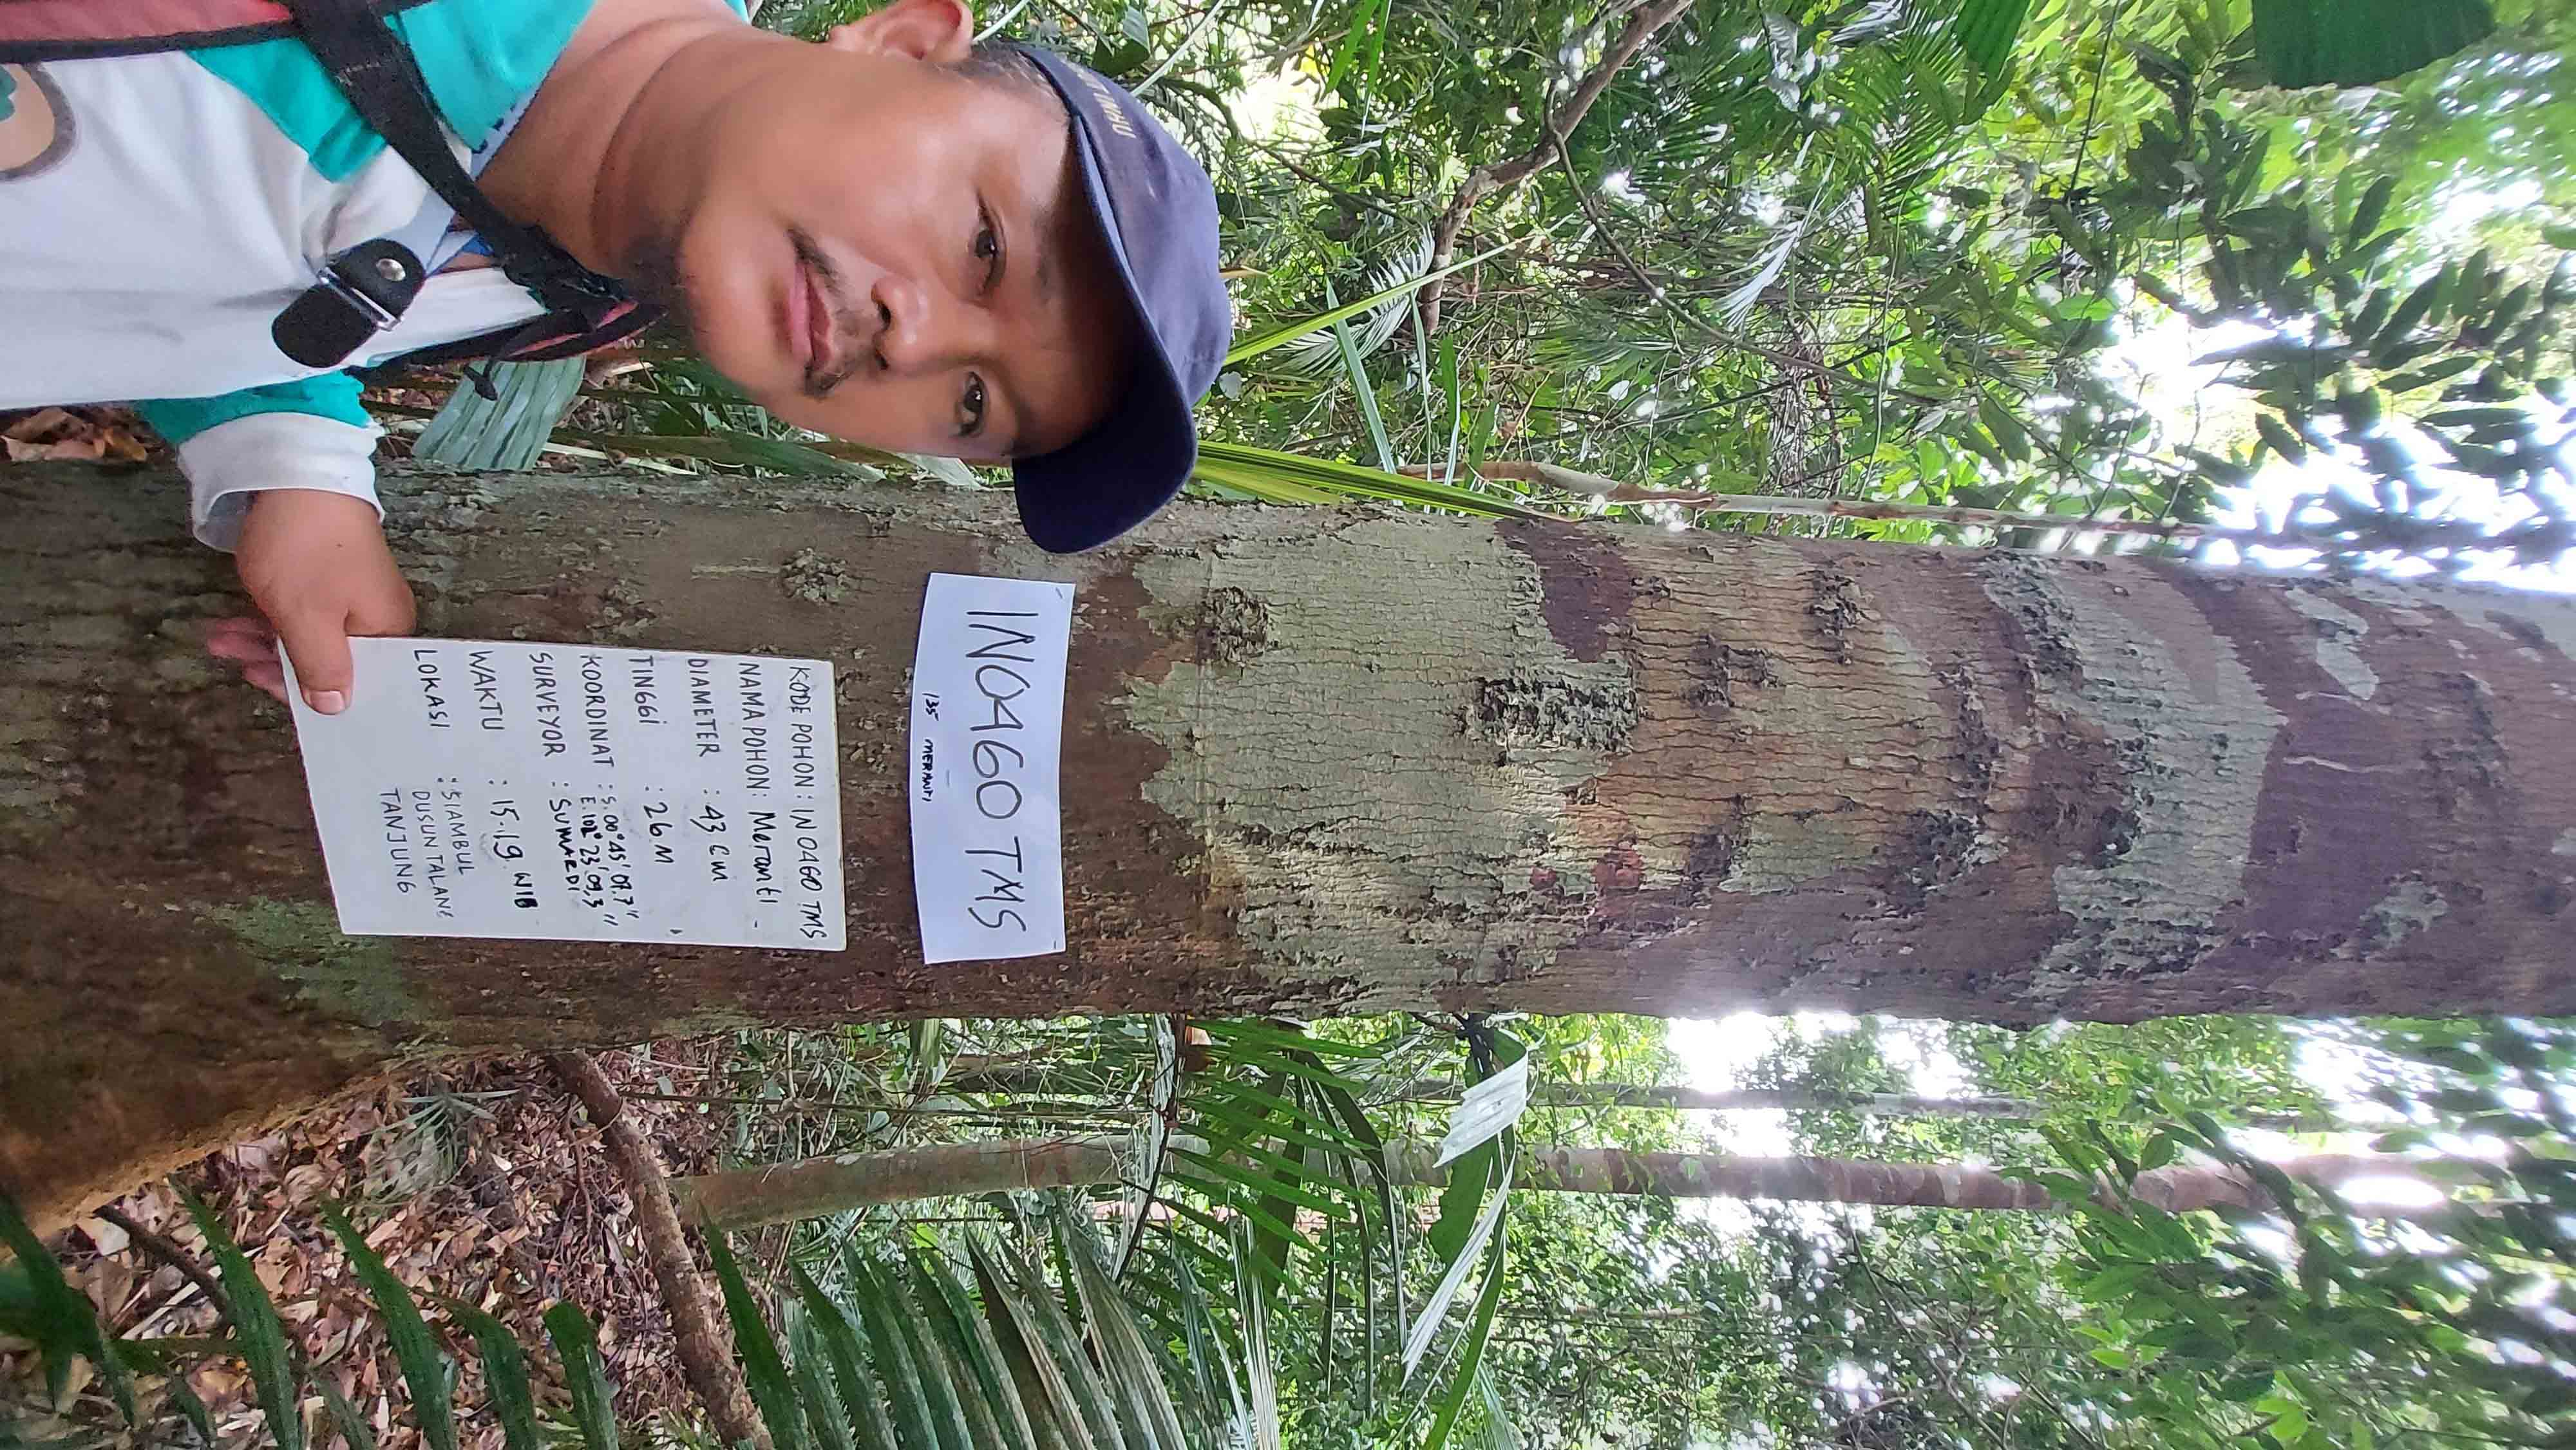 IN0460 TMS
135 MERANTI
KODE POHON : IN 0460 TMS
NAMA POHON : Meranti
DIAMETER : 43 cm
TINGGI : 26 M
KOORDINAT : S. 00° 45' 07.7"
E. 102° 23' 09,3"
SURVEYOR : SUMARDI
WAKTU : 15.19 WIB
LOKASI : SIAMBUL
DUSUN TALANG
TANJUNG
INHU